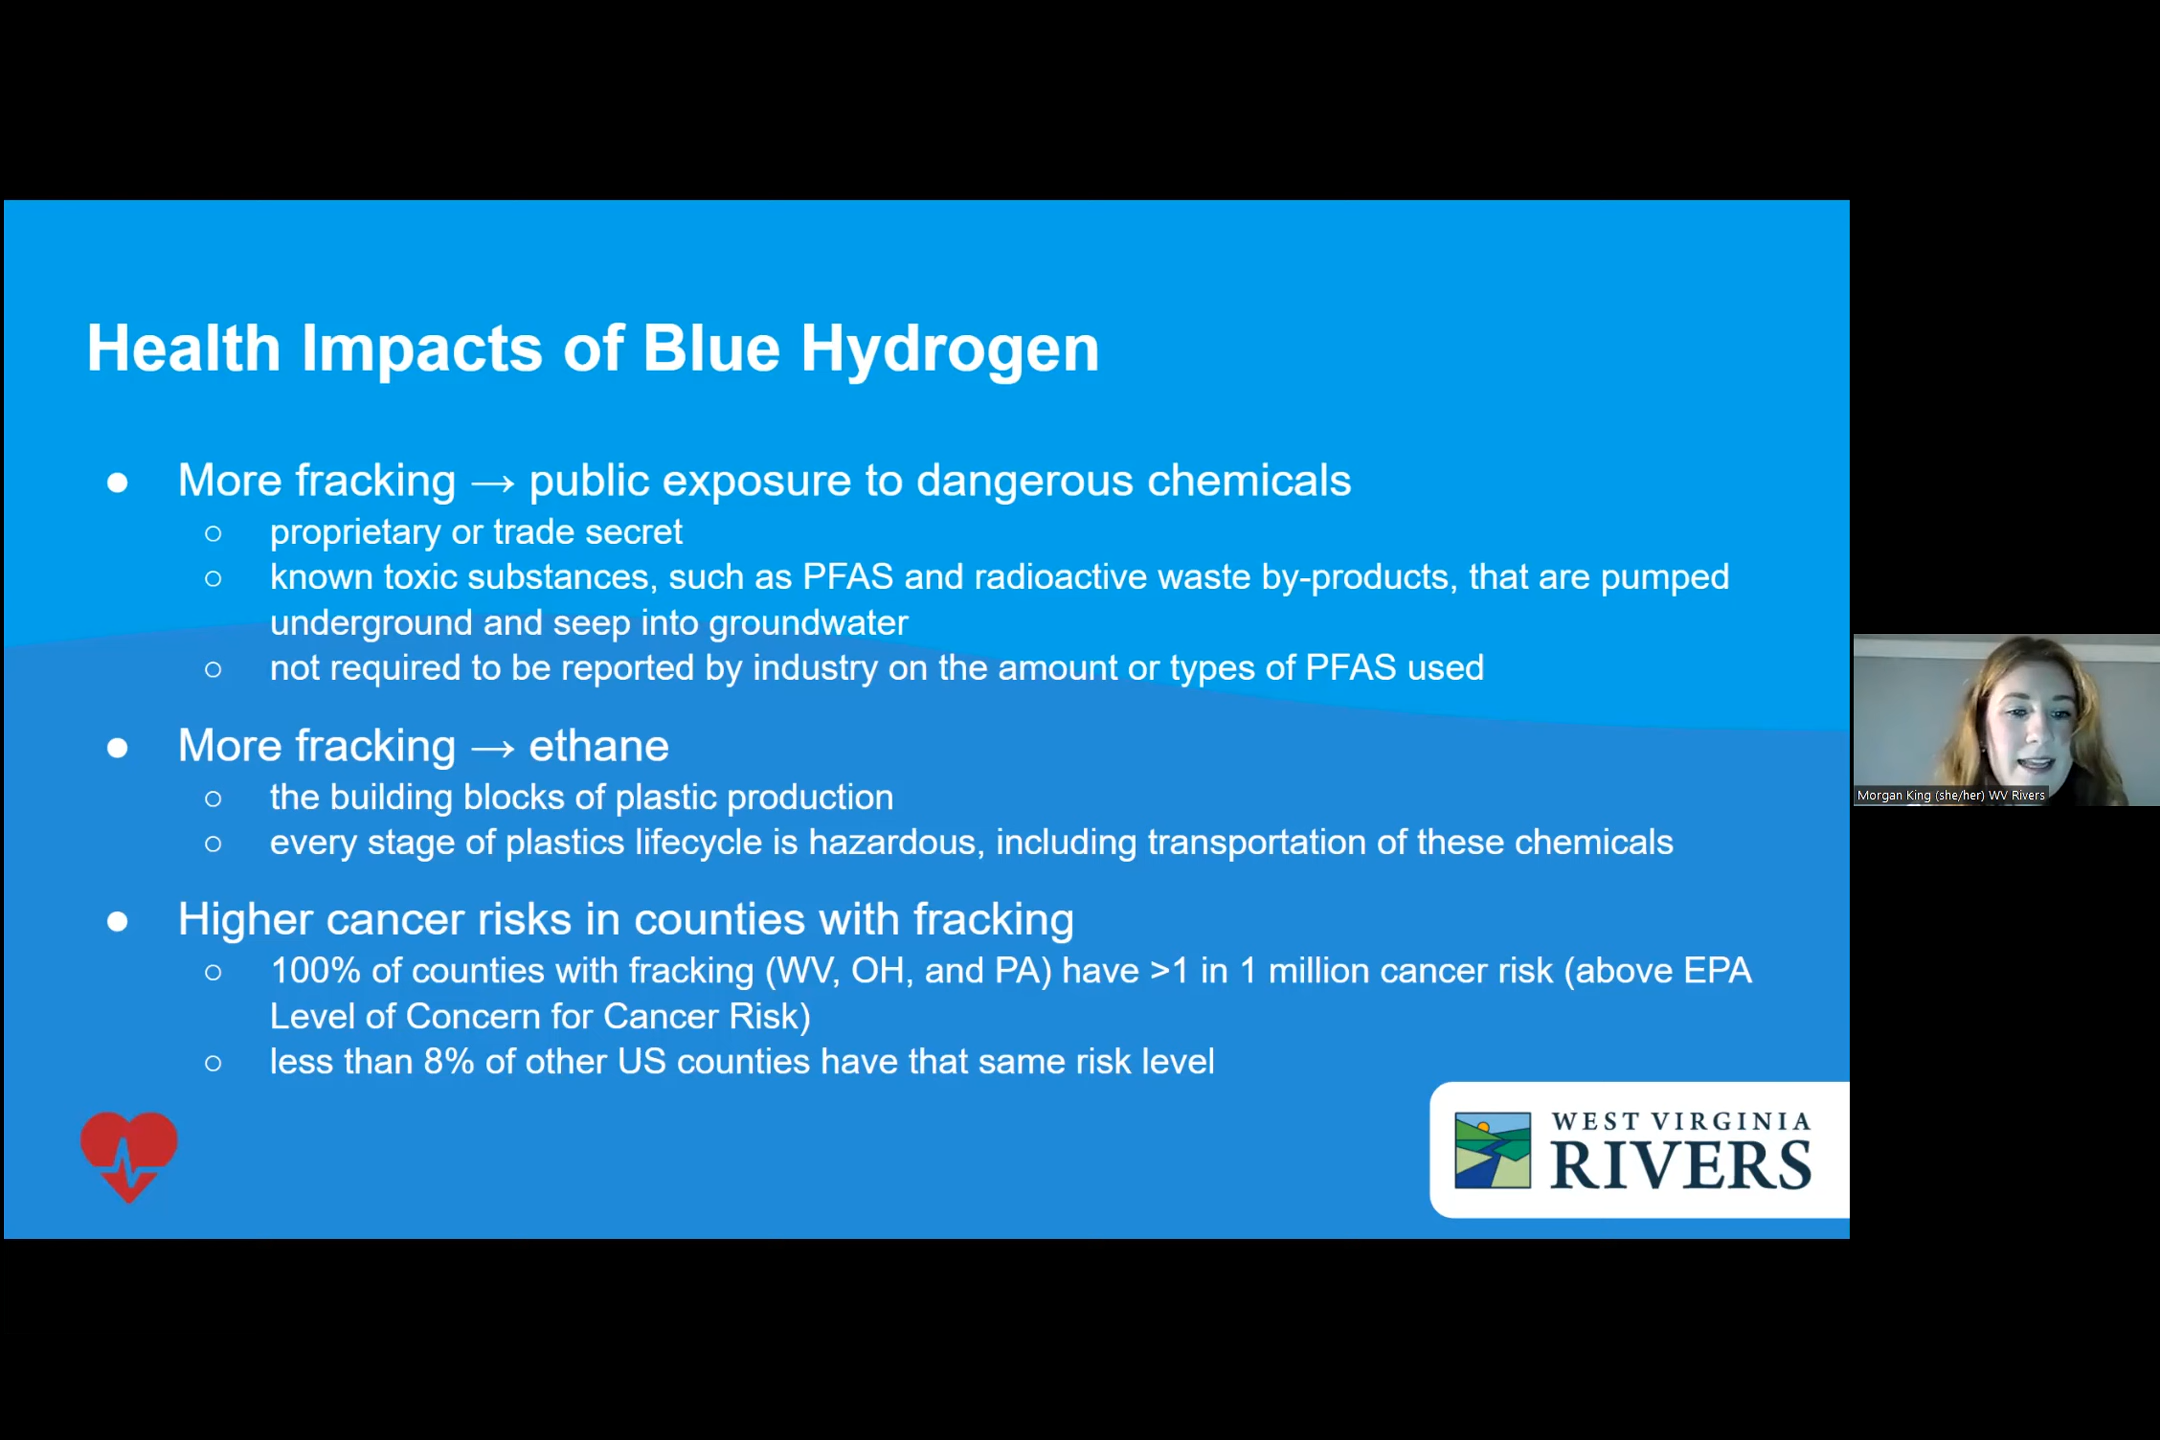 Health Impacts of Blue Hydrogen
● More fracking → public exposure to dangerous chemicals
○ proprietary or trade secret
○ known toxic substances, such as PFAS and radioactive waste by-products, that are pumped
underground and seep into groundwater
○ not required to be reported by industry on the amount or types of PFAS used
● More fracking → ethane
○ the building blocks of plastic production
○ every stage of plastics lifecycle is hazardous, including transportation of these chemicals
● Higher cancer risks in counties with fracking
○ 100% of counties with fracking (WV, OH, and PA) have >1 in 1 million cancer risk (above EPA
Level of Concern for Cancer Risk)
○ less than 8% of other US counties have that same risk level
WEST VIRGINIA
RIVERS
Morgan King (she/her) WV Rivers